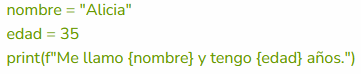 nombre = "Alicia"
edad = 35
print(f"Me llamo {nombre} y tengo {edad} años.")